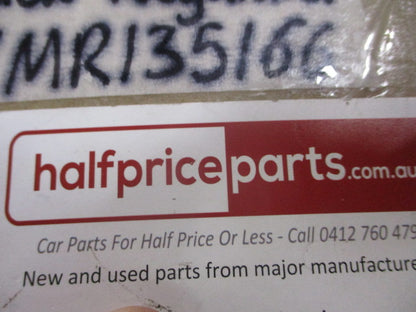 MR135166
halfpriceparts.com.au
Car Parts For Half Price Or Less - Call 0412 760 479
New and used parts from major manufacture